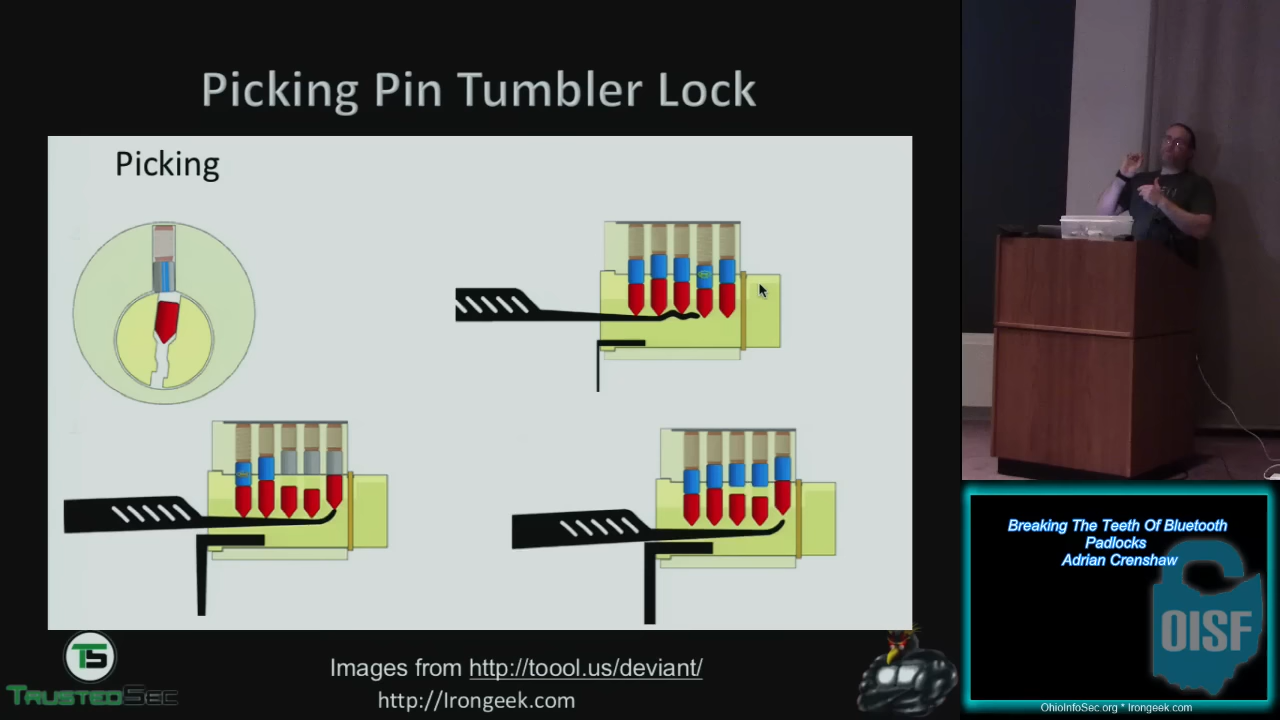 Picking Pin Tumbler Lock
Picking
TS
TRUSTEDSEC
Images from http://toool.us/deviant/
http://Irongeek.com
Breaking The Teeth Of Bluetooth
Padlocks
Adrian Crenshaw
OISF
OhioInfoSec.org * Irongeek.com